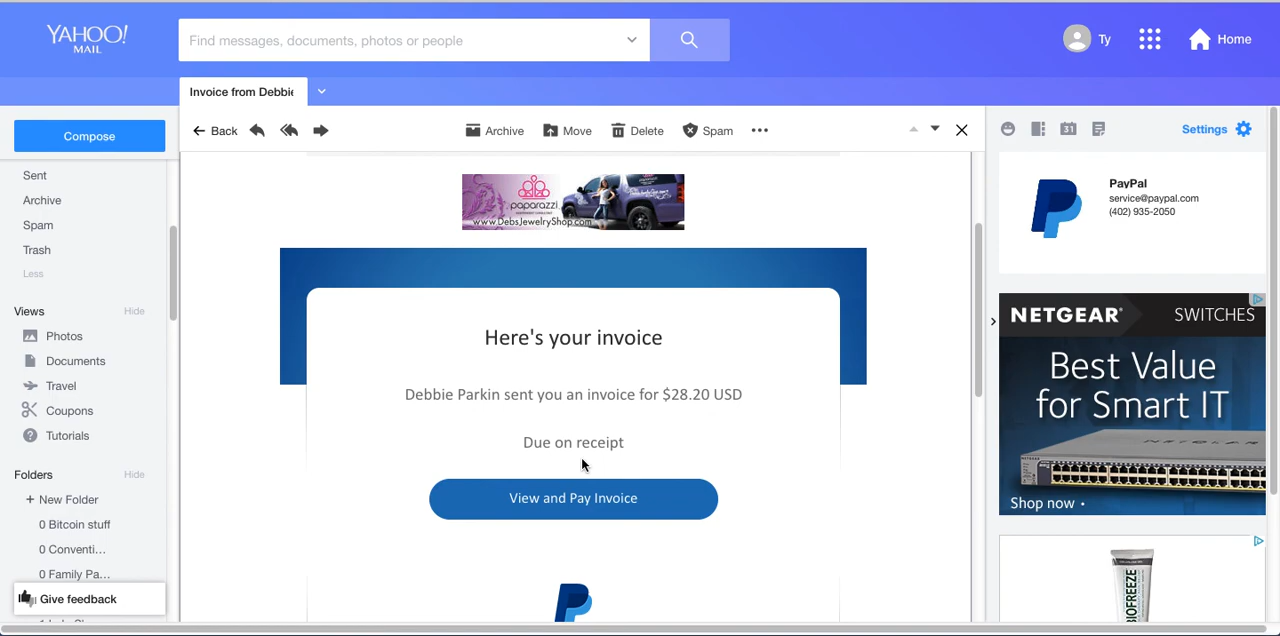 YAHOO!
MAIL
Find messages, documents, photos or people
Ty
Home
Invoice from Debbie
Compose
Back
Archive
Move
Delete
Spam
Settings
Sent
Archive
Spam
Trash
Less
Views
Hide
Photos
Documents
Travel
Coupons
Tutorials
Folders
Hide
+ New Folder
0 Bitcoin stuff
0 Conventi...
0 Family Pa...
Give feedback
paparazzi
www.DebsJewelryShop.com
Here's your invoice
Debbie Parkin sent you an invoice for $28.20 USD
Due on receipt
View and Pay Invoice
31
PayPal
service@paypal.com
(402) 935-2050
NETGEAR®
SWITCHES
Best Value
for Smart IT
NETGEAR
Shop now
BIOFREEZE